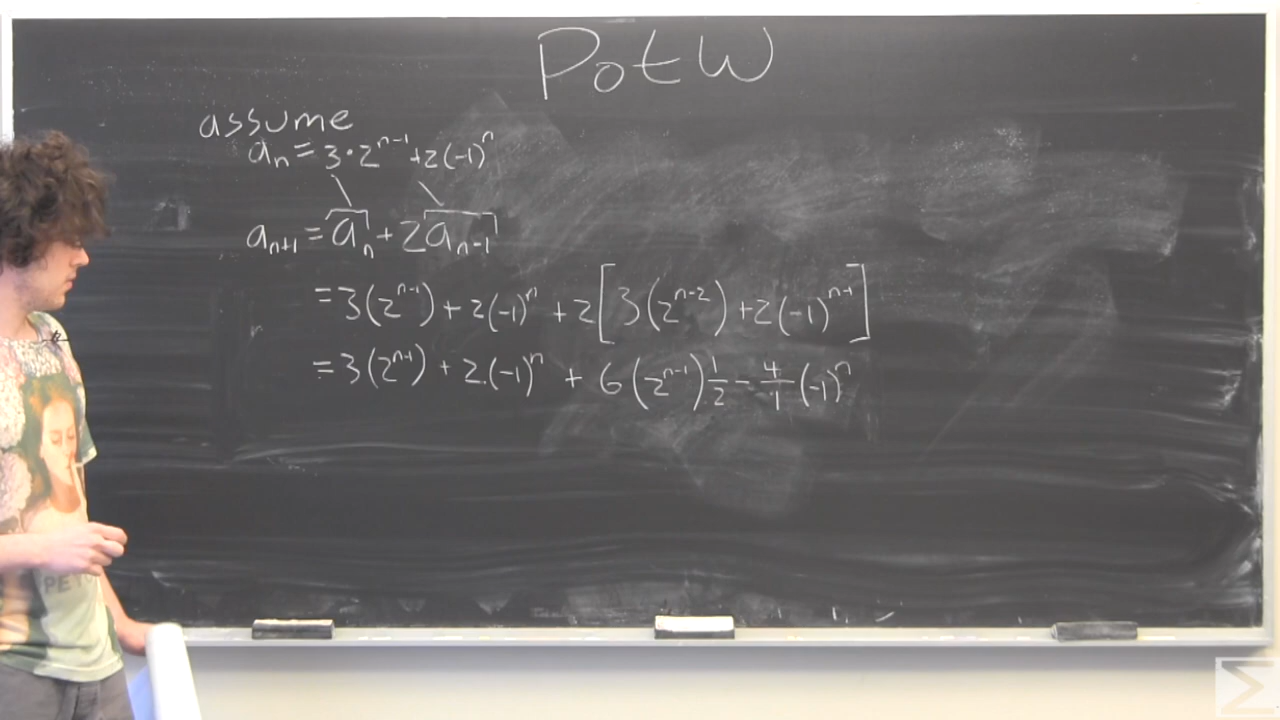 PotW
assume
aₙ = 3·2ⁿ⁻¹ + 2(-1)ⁿ
aₙ₊₁ = aₙ + 2aₙ₋₁
= 3(2ⁿ⁻¹) + 2(-1)ⁿ + 2[3(2ⁿ⁻²) + 2(-1)ⁿ⁻¹]
= 3(2ⁿ⁻¹) + 2·(-1)ⁿ + 6(2ⁿ⁻¹)1/2 - 4/1(-1)ⁿ
Σ